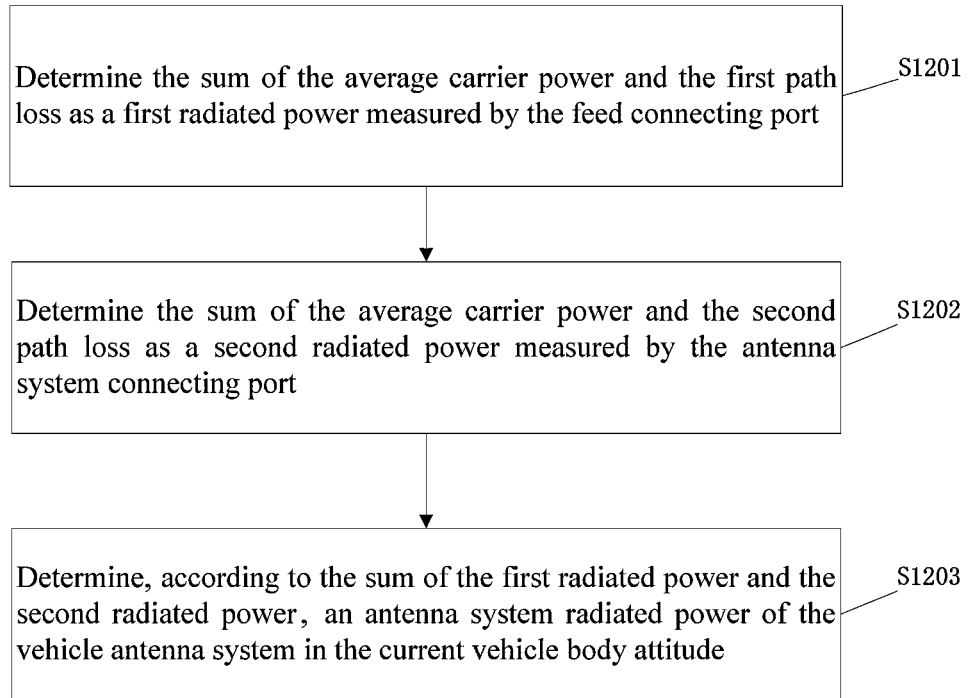 Determine the sum of the average carrier power and the first path
loss as a first radiated power measured by the feed connecting port
S1201
Determine the sum of the average carrier power and the second
path loss as a second radiated power measured by the antenna
system connecting port
S1202
Determine, according to the sum of the first radiated power and the
second radiated power, an antenna system radiated power of the
vehicle antenna system in the current vehicle body attitude
S1203